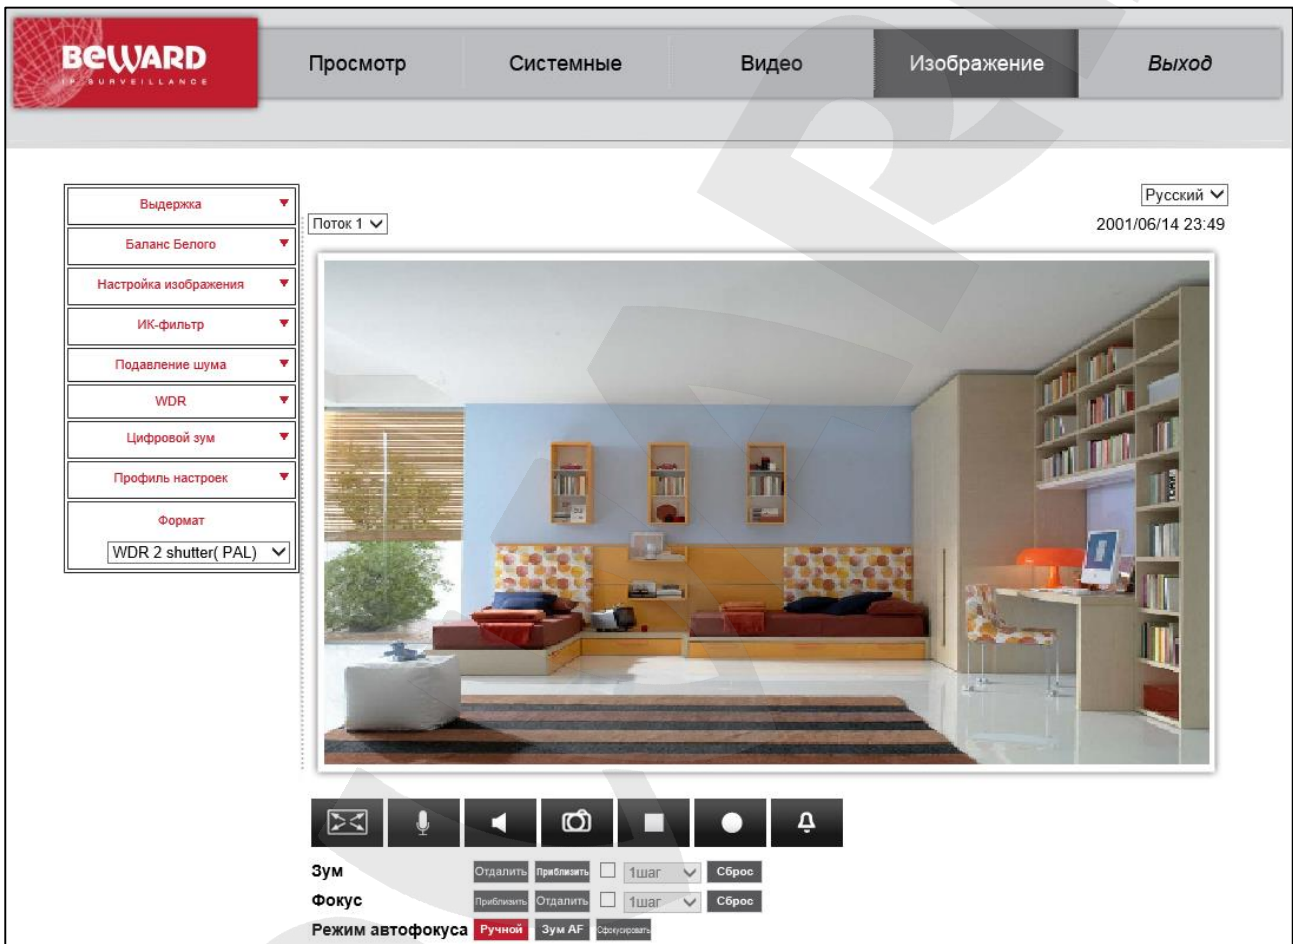 BEWARD
IP SURVEILLANCE
Просмотр
Системные
Видео
Изображение
Выход
Русский
Поток 1
2001/06/14 23:49
Выдержка
Баланс Белого
Настройка изображения
ИК-фильтр
Подавление шума
WDR
Цифровой зум
Профиль настроек
Формат
WDR 2 shutter( PAL)
Зум Отдалить Приблизить 1шаг Сброс
Фокус Приблизить Отдалить 1шаг Сброс
Режим автофокуса Ручной Зум AF Сфокусировать